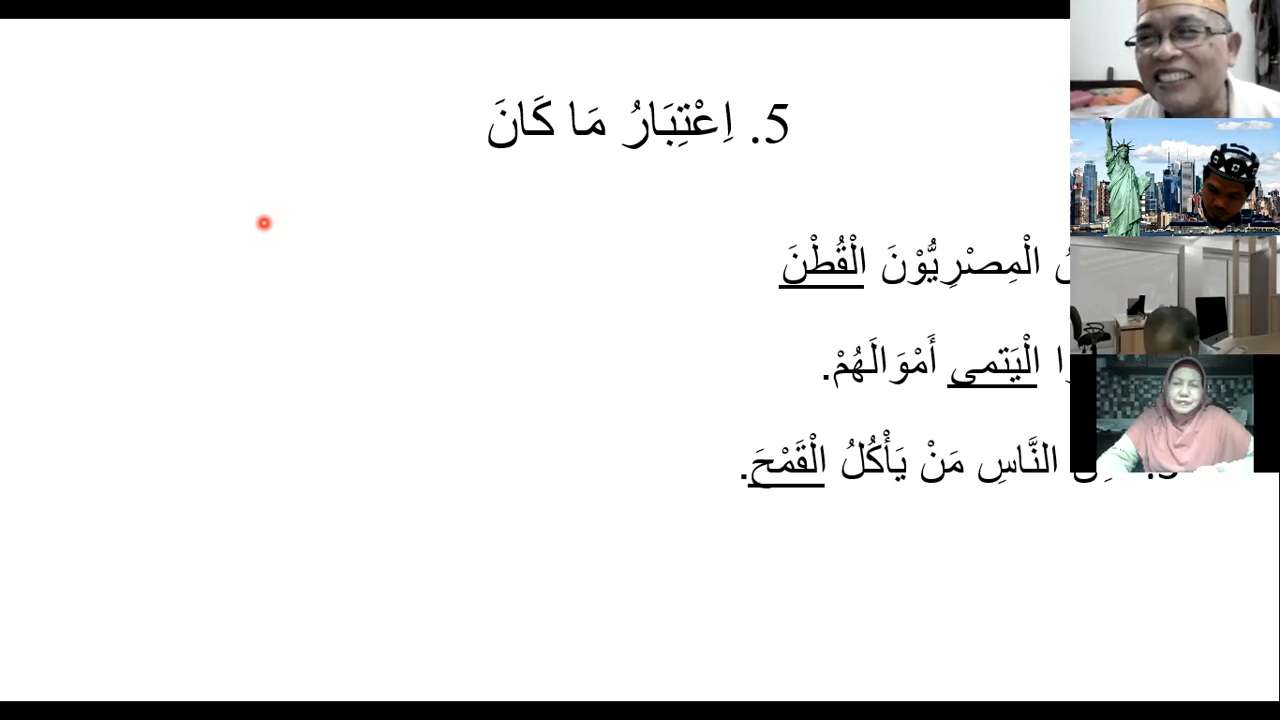 5. اِعْتِبَارُ مَا كَانَ
الْمِصْرِيُّوْنَ الْقُطْنَ
الْيَتمى أَمْوَالَهُمْ.
النَّاسِ مَنْ يَأْكُلُ الْقَمْحَ.